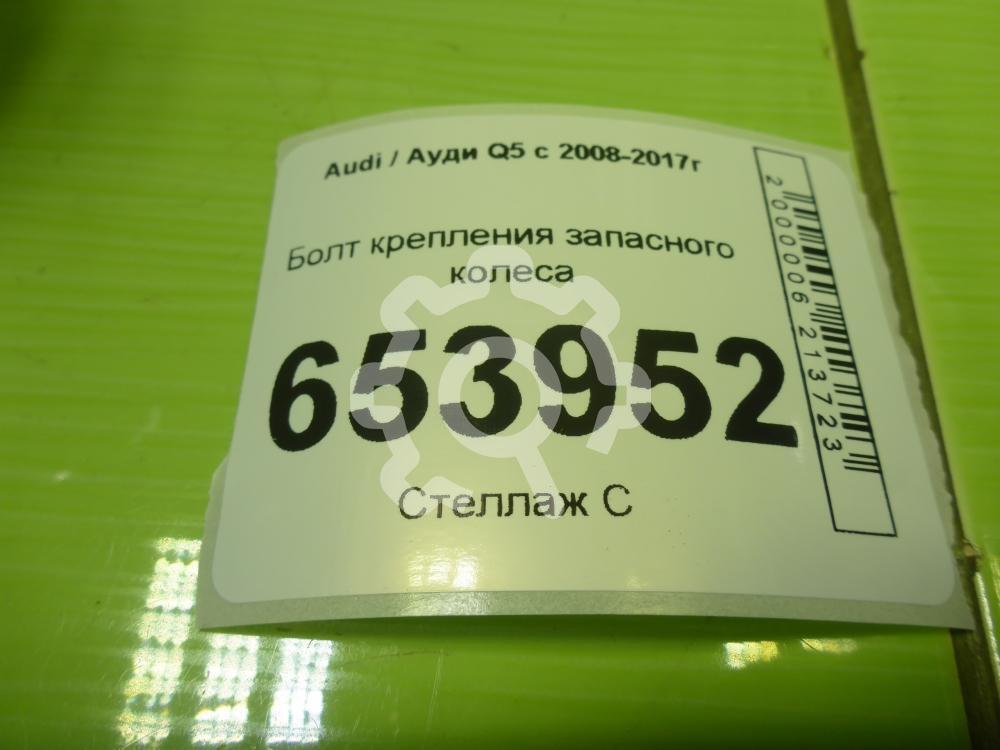 Audi / Ауди Q5 с 2008-2017г
Болт крепления запасного
колеса
653952
Стеллаж С
2000006213723